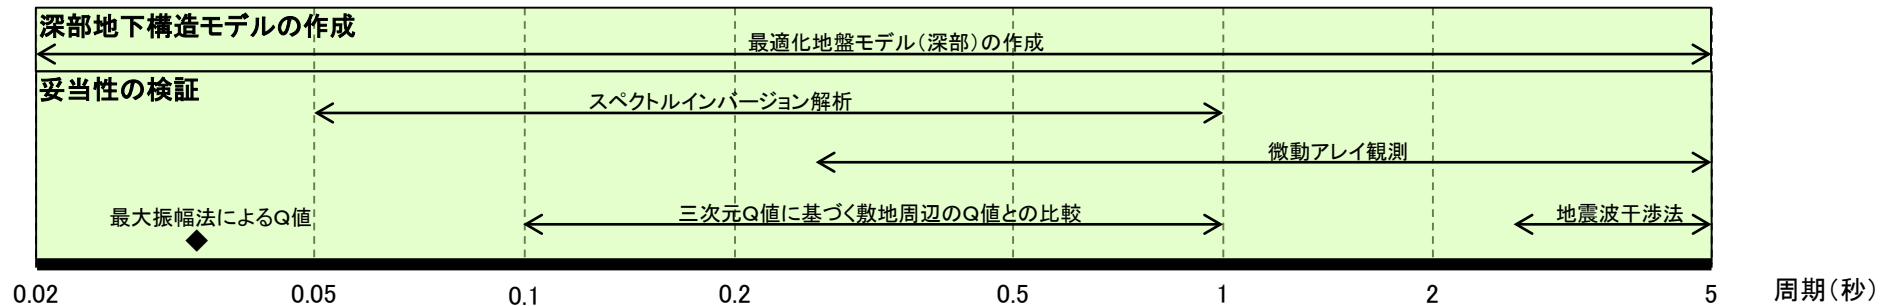 深部地下構造モデルの作成
最適化地盤モデル（深部）の作成
妥当性の検証
スペクトルインバージョン解析
微動アレイ観測
最大振幅法によるQ値
三次元Q値に基づく敷地周辺のQ値との比較
地震波干渉法
0.02 0.05 0.1 0.2 0.5 1 2 5 周期（秒）